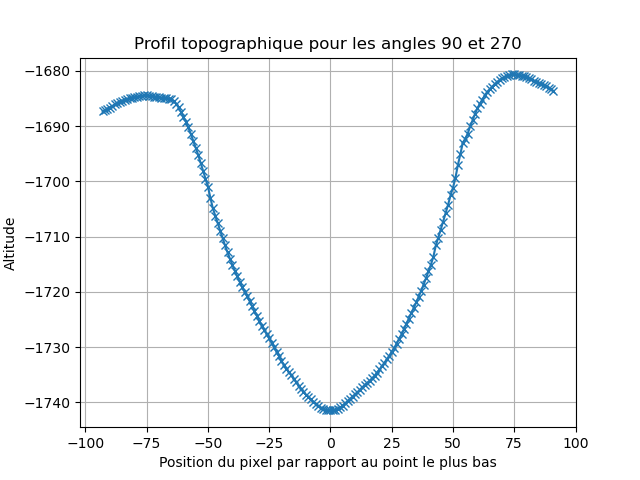 Profil topographique pour les angles 90 et 270
−1680
−1690
−1700
−1710
−1720
−1730
−1740
Altitude
−100 −75 −50 −25 0 25 50 75 100
Position du pixel par rapport au point le plus bas